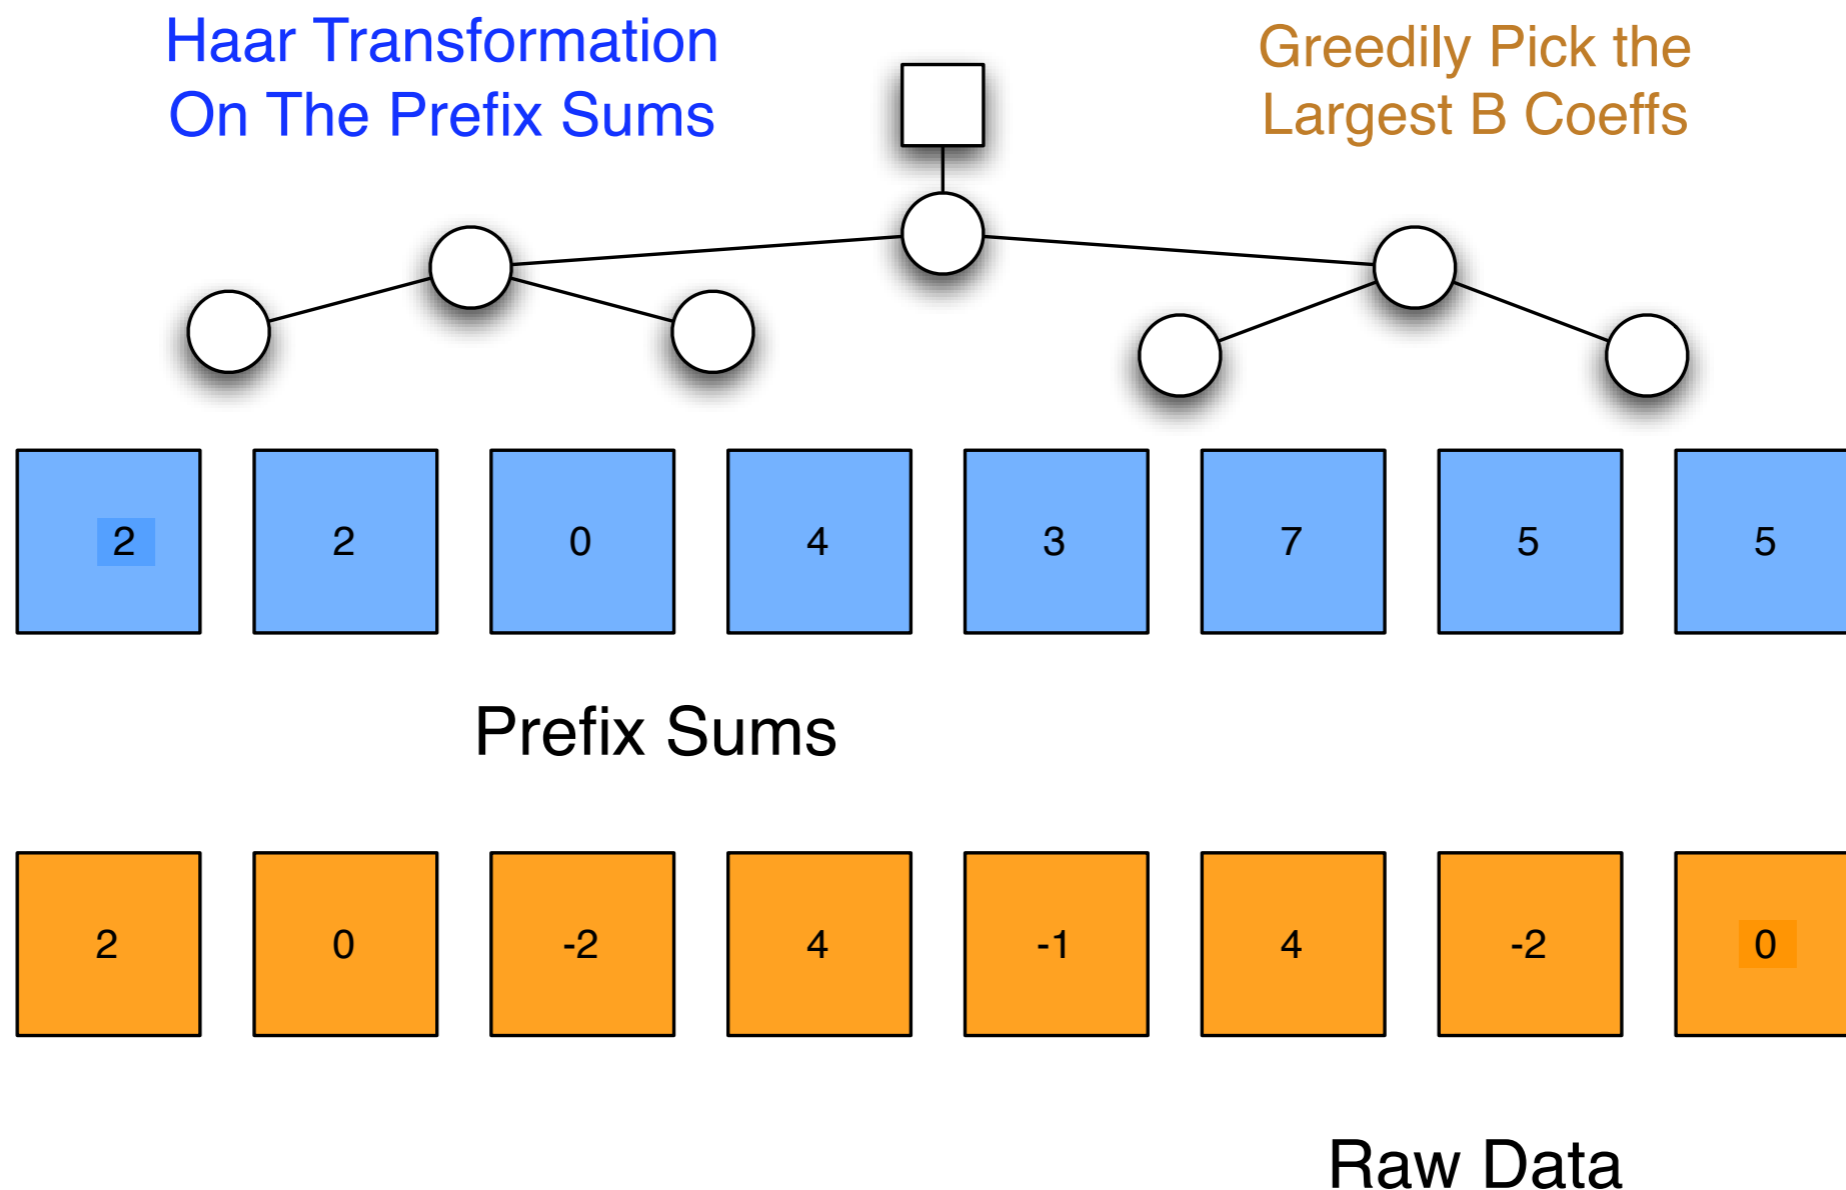 Haar Transformation
On The Prefix Sums
Greedily Pick the
Largest B Coeffs
2 2 0 4 3 7 5 5
Prefix Sums
2 0 -2 4 -1 4 -2 0
Raw Data